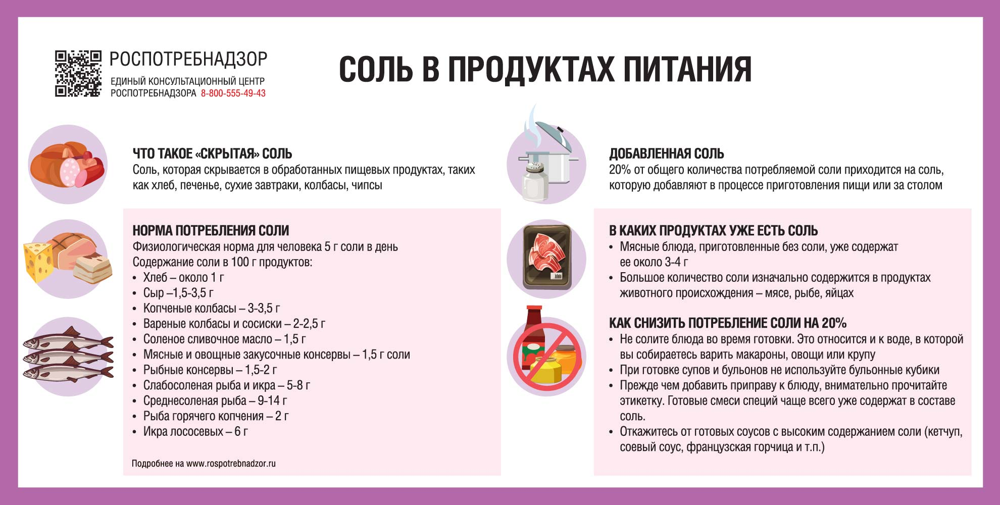 РОСПОТРЕБНАДЗОР
ЕДИНЫЙ КОНСУЛЬТАЦИОННЫЙ ЦЕНТР
РОСПОТРЕБНАДЗОРА 8-800-555-49-43
СОЛЬ В ПРОДУКТАХ ПИТАНИЯ
ЧТО ТАКОЕ «СКРЫТАЯ» СОЛЬ
Соль, которая скрывается в обработанных пищевых продуктах, таких
как хлеб, печенье, сухие завтраки, колбасы, чипсы
НОРМА ПОТРЕБЛЕНИЯ СОЛИ
Физиологическая норма для человека 5 г соли в день
Содержание соли в 100 г продуктов:
• Хлеб – около 1 г
• Сыр –1,5-3,5 г
• Копченые колбасы – 3-3,5 г
• Вареные колбасы и сосиски – 2-2,5 г
• Соленое сливочное масло – 1,5 г
• Мясные и овощные закусочные консервы – 1,5 г соли
• Рыбные консервы – 1,5-2 г
• Слабосоленая рыба и икра – 5-8 г
• Среднесоленая рыба – 9-14 г
• Рыба горячего копчения – 2 г
• Икра лососевых – 6 г
Подробнее на www.rospotrebnadzor.ru
ДОБАВЛЕННАЯ СОЛЬ
20% от общего количества потребляемой соли приходится на соль,
которую добавляют в процессе приготовления пищи или за столом
В КАКИХ ПРОДУКТАХ УЖЕ ЕСТЬ СОЛЬ
• Мясные блюда, приготовленные без соли, уже содержат
ее около 3-4 г
• Большое количество соли изначально содержится в продуктах
животного происхождения – мясе, рыбе, яйцах
КАК СНИЗИТЬ ПОТРЕБЛЕНИЕ СОЛИ НА 20%
• Не солите блюда во время готовки. Это относится и к воде, в которой
вы собираетесь варить макароны, овощи или крупу
• При готовке супов и бульонов не используйте бульонные кубики
• Прежде чем добавить приправу к блюду, внимательно прочитайте
этикетку. Готовые смеси специй чаще всего уже содержат в составе
соль.
• Откажитесь от готовых соусов с высоким содержанием соли (кетчуп,
соевый соус, французская горчица и т.п.)